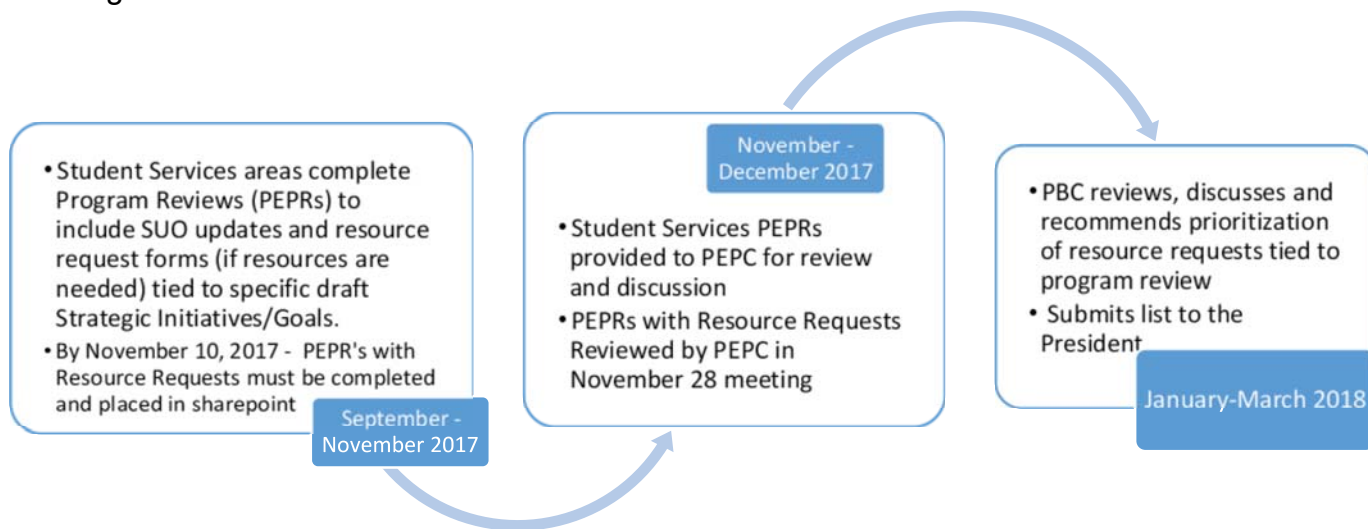 • Student Services areas complete
Program Reviews (PEPRs) to
include SUO updates and resource
request forms (if resources are
needed) tied to specific draft
Strategic Initiatives/Goals.
• By November 10, 2017 - PEPR's with
Resource Requests must be completed
and placed in sharepoint
September -
November 2017
November -
December 2017
• Student Services PEPRs
provided to PEPC for review
and discussion
• PEPRs with Resource Requests
Reviewed by PEPC in
November 28 meeting
• PBC reviews, discusses and
recommends prioritization
of resource requests tied to
program review
• Submits list to the
President
January-March 2018